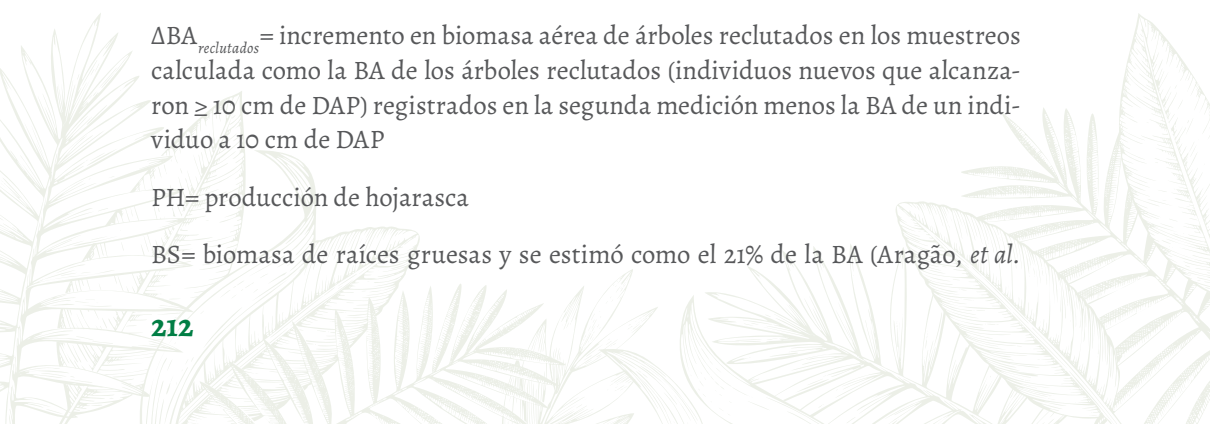 ΔBA reclutados= incremento en biomasa aérea de árboles reclutados en los muestreos
calculada como la BA de los árboles reclutados (individuos nuevos que alcanza-
ron ≥ 10 cm de DAP) registrados en la segunda medición menos la BA de un indi-
viduo a 10 cm de DAP
PH= producción de hojarasca
BS= biomasa de raíces gruesas y se estimó como el 21% de la BA (Aragão, et al.
212